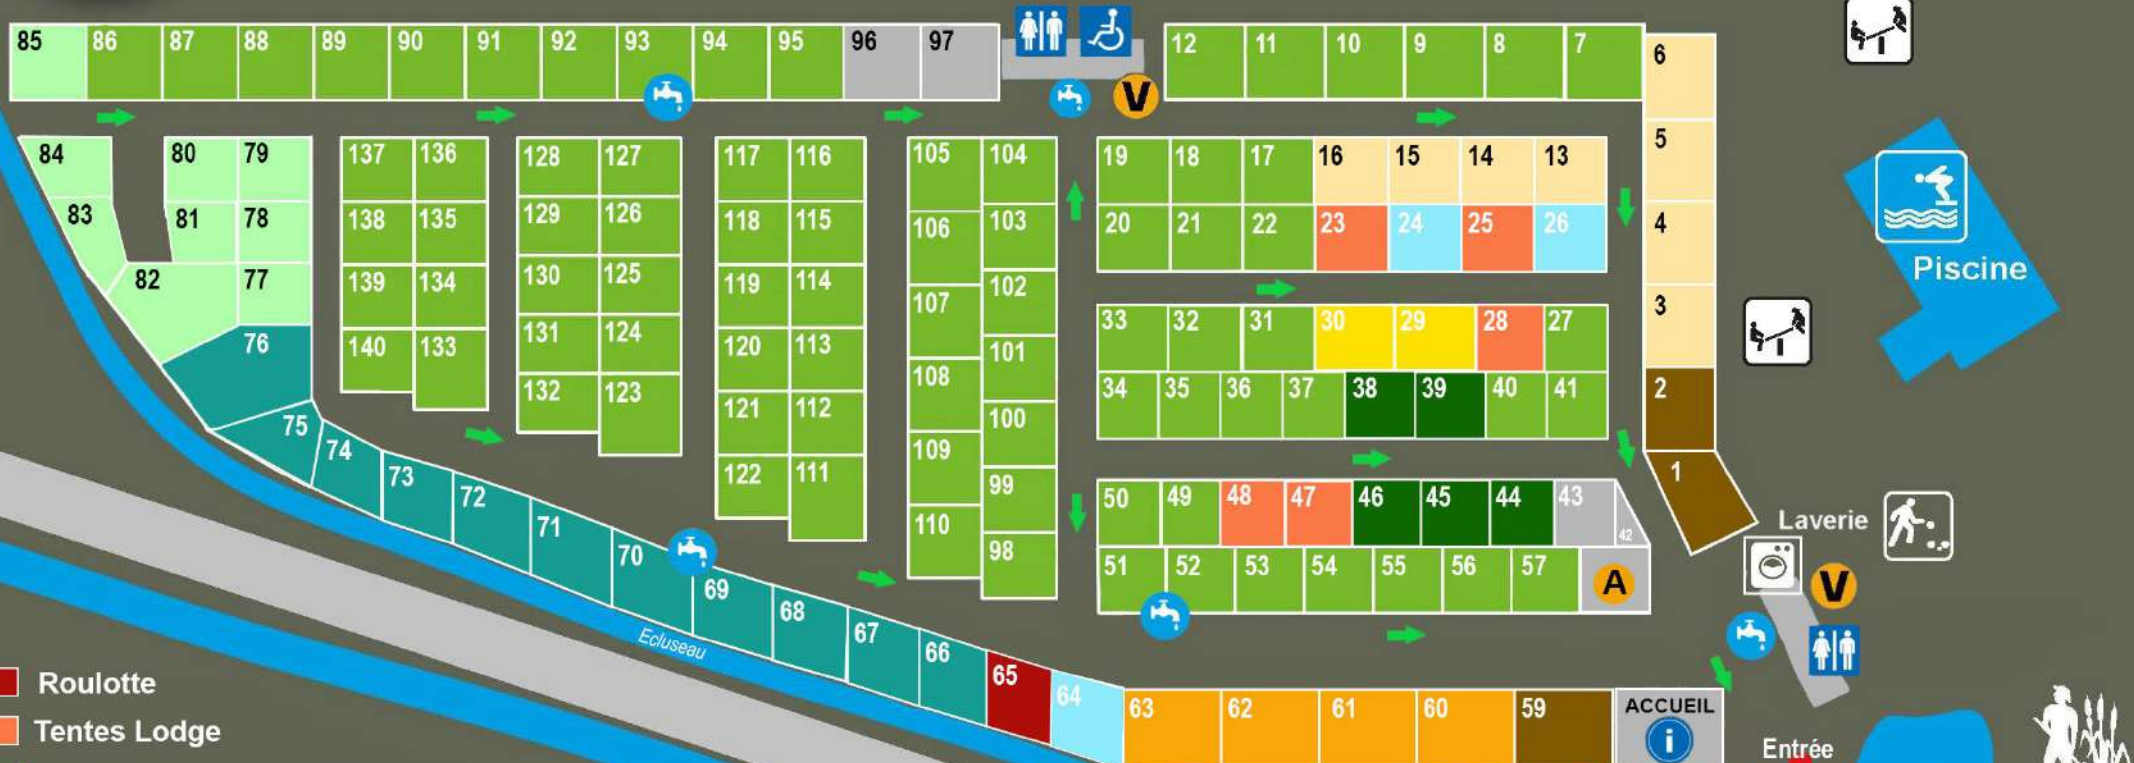 85 86 87 88 89 90 91 92 93 94 95 96 97
12 11 10 9 8 7 6
V
84 80 79 137 136 128 127 117 116 105 104 19 18 17 16 15 14 13 5
83 81 78 138 135 129 126 118 115 106 103 20 21 22 23 24 25 26 4
Piscine
82 77 139 134 130 125 119 114 107 102 33 32 31 30 29 28 27 3
76 140 133 131 124 120 113 108 101 34 35 36 37 38 39 40 41 2
75 132 123 121 112 100
74 73 72 122 111 109 99 50 49 48 47 46 45 44 43 42 1
Laverie
71 70 69 110 98 51 52 53 54 55 56 57 A
V
68 67 66 65 64 63 62 61 60 59
Ecluseau
ACCUEIL
i
Entrée
Roulotte
Tentes Lodge